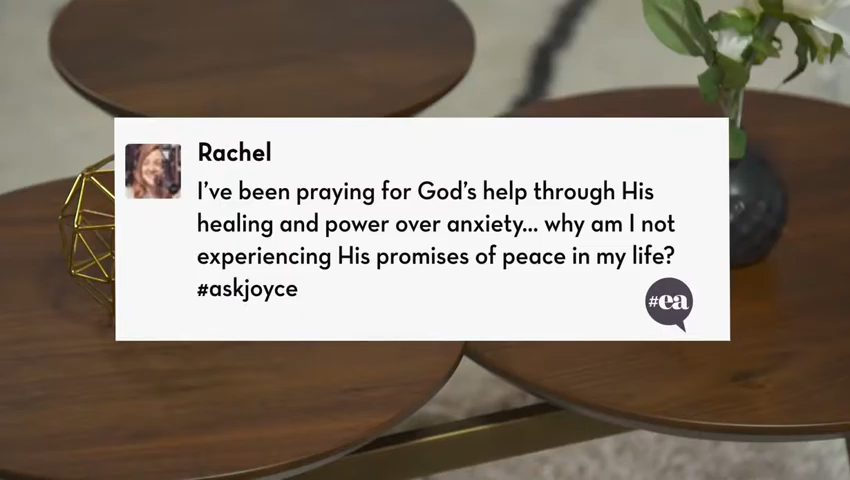 Rachel
I've been praying for God's help through His
healing and power over anxiety... why am I not
experiencing His promises of peace in my life?
#askjoyce
#ea